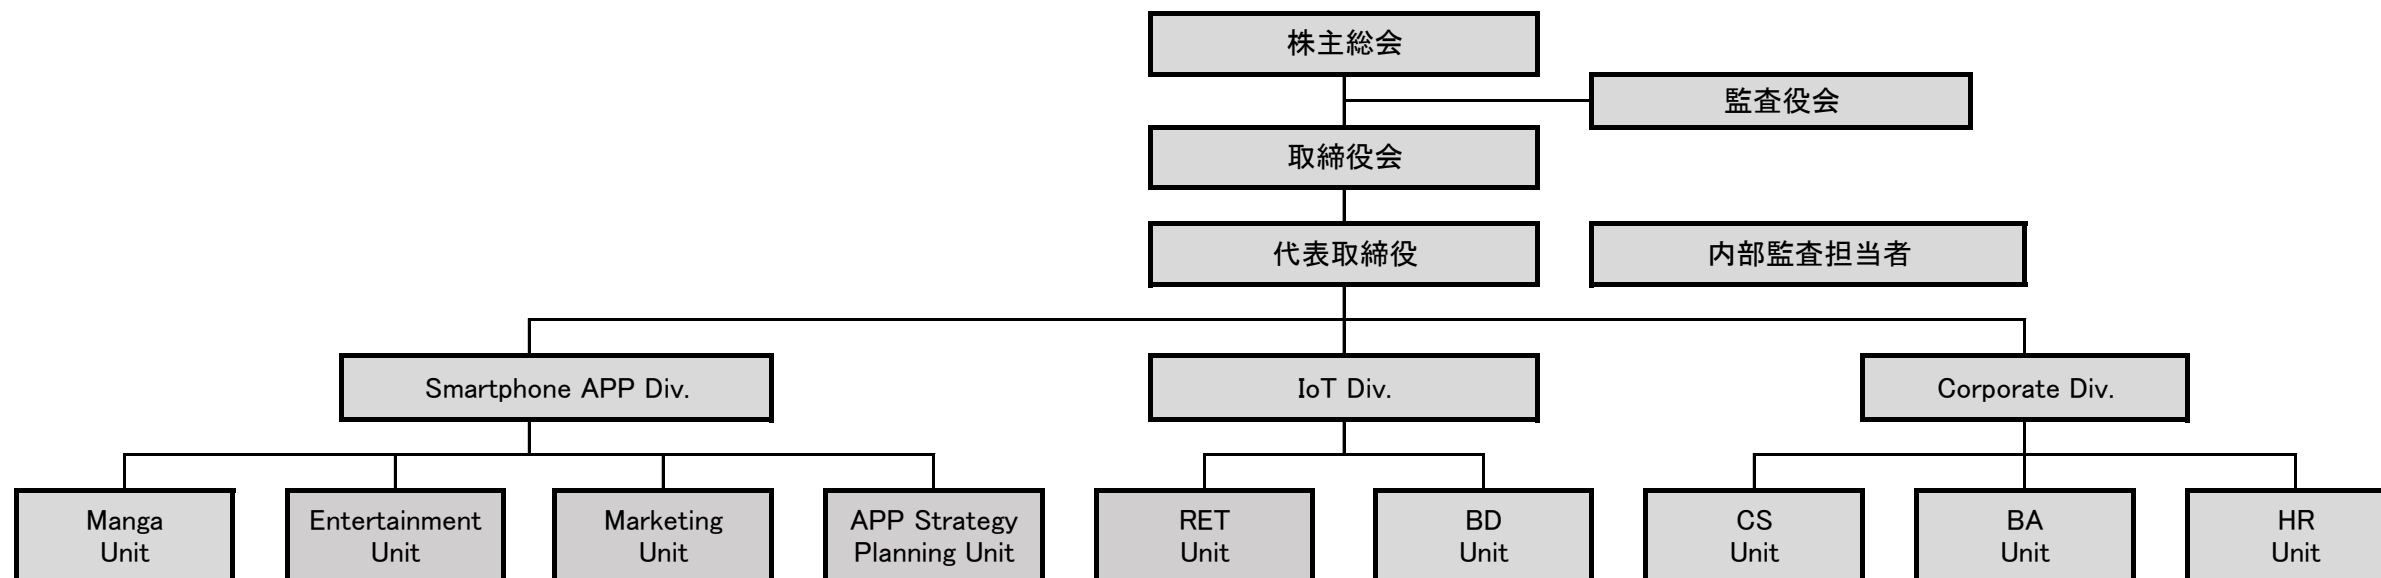 株主総会
監査役会
取締役会
代表取締役
内部監査担当者
Smartphone APP Div.
IoT Div.
Corporate Div.
Manga
Unit
Entertainment
Unit
Marketing
Unit
APP Strategy
Planning Unit
RET
Unit
BD
Unit
CS
Unit
BA
Unit
HR
Unit